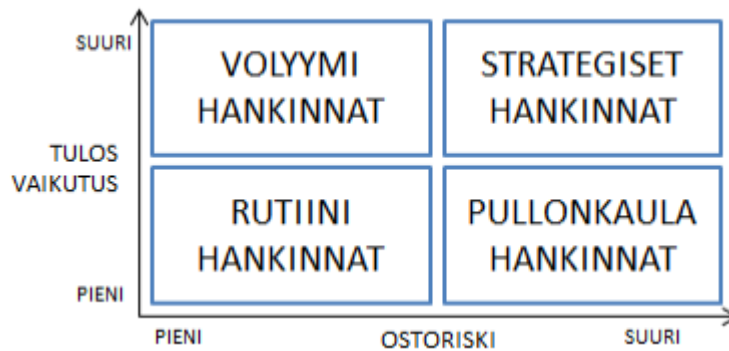 SUURI
VOLYYMI
HANKINNAT
STRATEGISET
HANKINNAT
TULOS
VAIKUTUS
RUTIINI
HANKINNAT
PULLONKAULA
HANKINNAT
PIENI
PIENI
OSTORISKI
SUURI